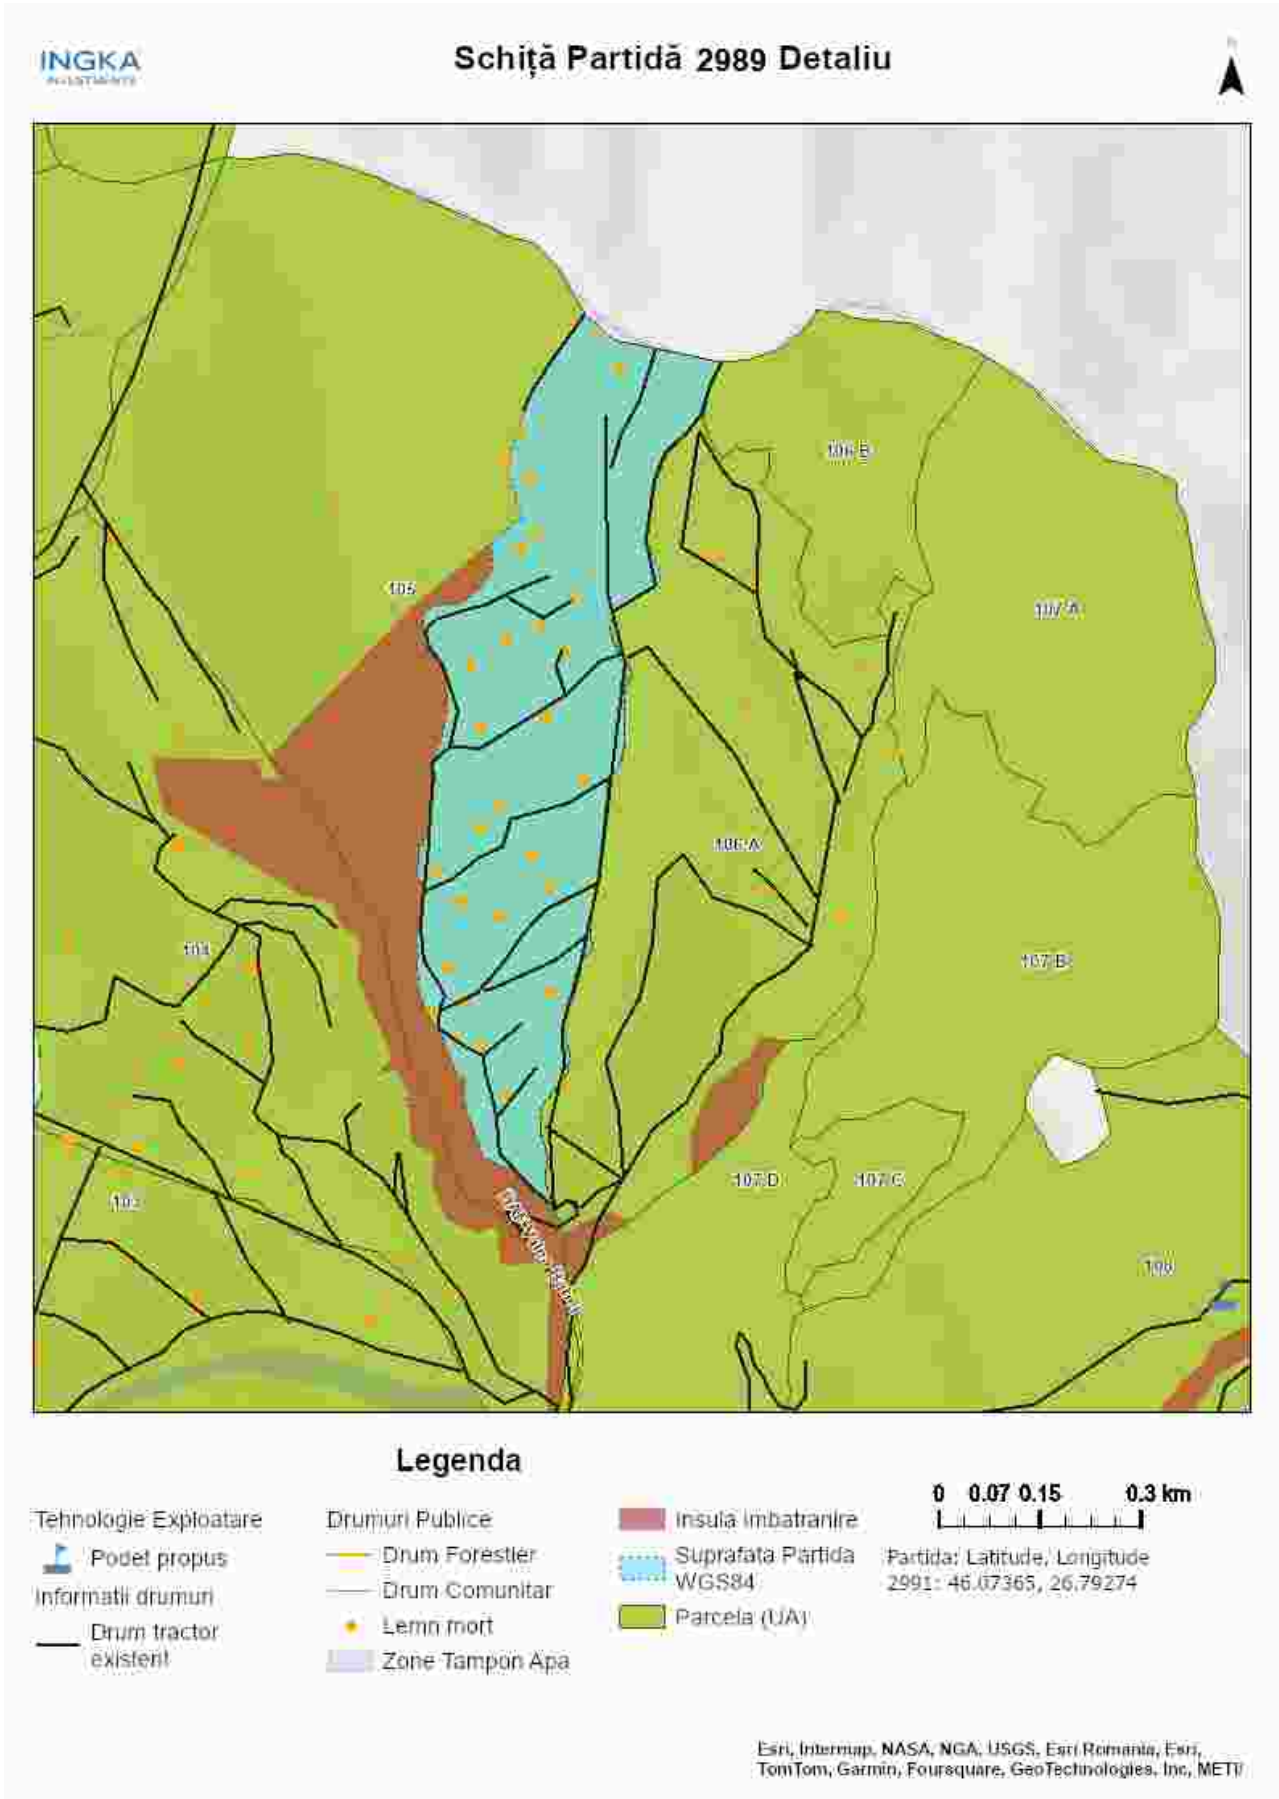 INGKA
Schiță Partidă 2989 Detaliu
106 B
105
107 A
106 A
104
107 B
107 D
107 C
Legenda
Tehnologie Exploatare
Podet propus
Informatii drumuri
Drum tractor
existent
Drumuri Publice
Drum Forestier
Drum Comunitar
Lemn mort
Zone Tampon Apa
Insula Imbatranire
Suprafata Partida
WGS84
Parcela (UA)
0 0.07 0.15 0.3 km
Partida: Latitude, Longitude
2991: 46.07365, 26.79274
Esri, Intermap, NASA, NGA, USGS, Esri Romania, Esri,
TomTom, Garmin, Foursquare, GeoTechnologies, Inc, METI/